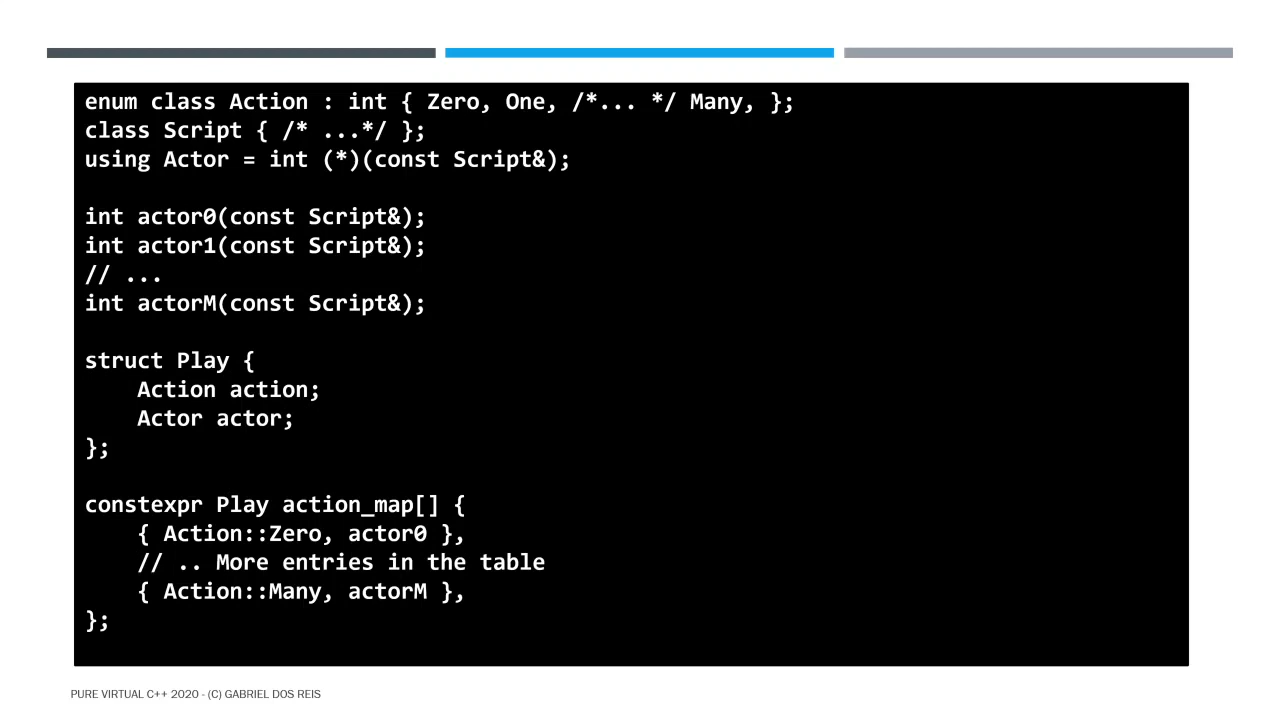 enum class Action : int { Zero, One, /*... */ Many, };
class Script { /* ...*/ };
using Actor = int (*)(const Script&);
int actor0(const Script&);
int actor1(const Script&);
// ...
int actorM(const Script&);
struct Play {
    Action action;
    Actor actor;
};
constexpr Play action_map[] {
    { Action::Zero, actor0 },
    // .. More entries in the table
    { Action::Many, actorM },
};
PURE VIRTUAL C++ 2020 - (C) GABRIEL DOS REIS